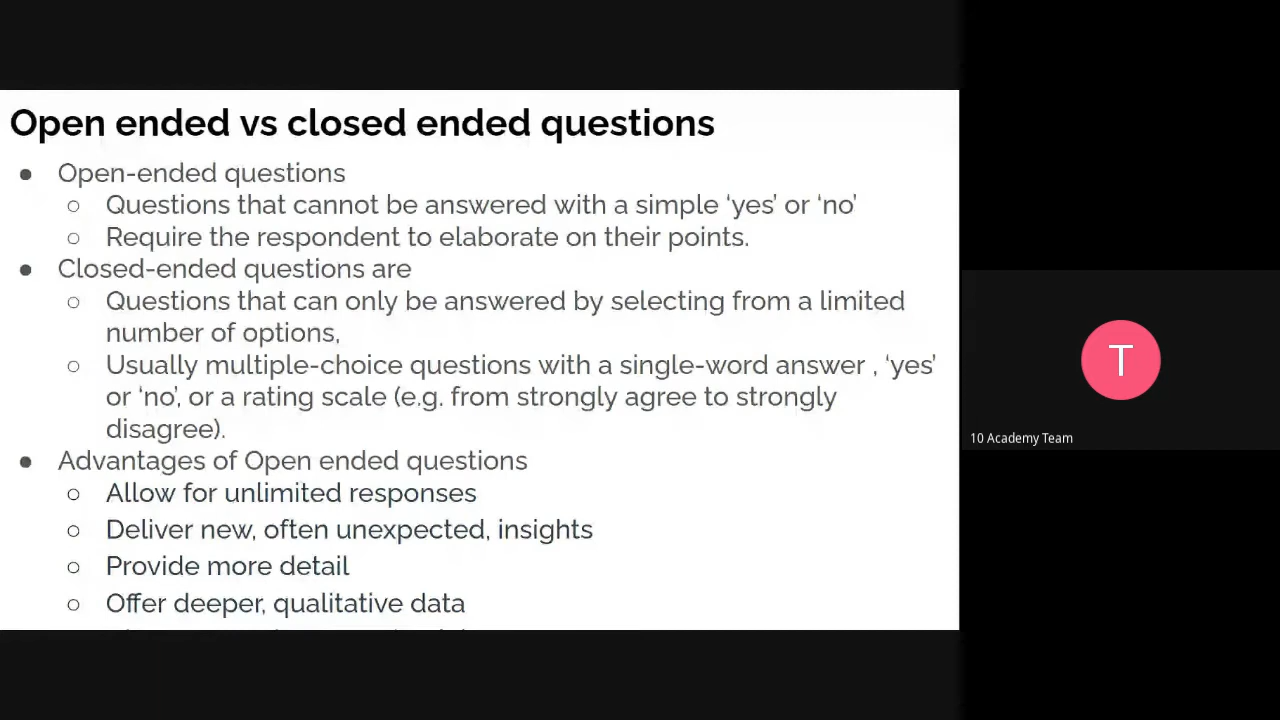 Open ended vs closed ended questions
● Open-ended questions
○ Questions that cannot be answered with a simple ‘yes’ or ‘no’
○ Require the respondent to elaborate on their points.
● Closed-ended questions are
○ Questions that can only be answered by selecting from a limited
number of options,
○ Usually multiple-choice questions with a single-word answer , ‘yes’
or ‘no’, or a rating scale (e.g. from strongly agree to strongly
disagree).
● Advantages of Open ended questions
○ Allow for unlimited responses
○ Deliver new, often unexpected, insights
○ Provide more detail
○ Offer deeper, qualitative data
T
10 Academy Team